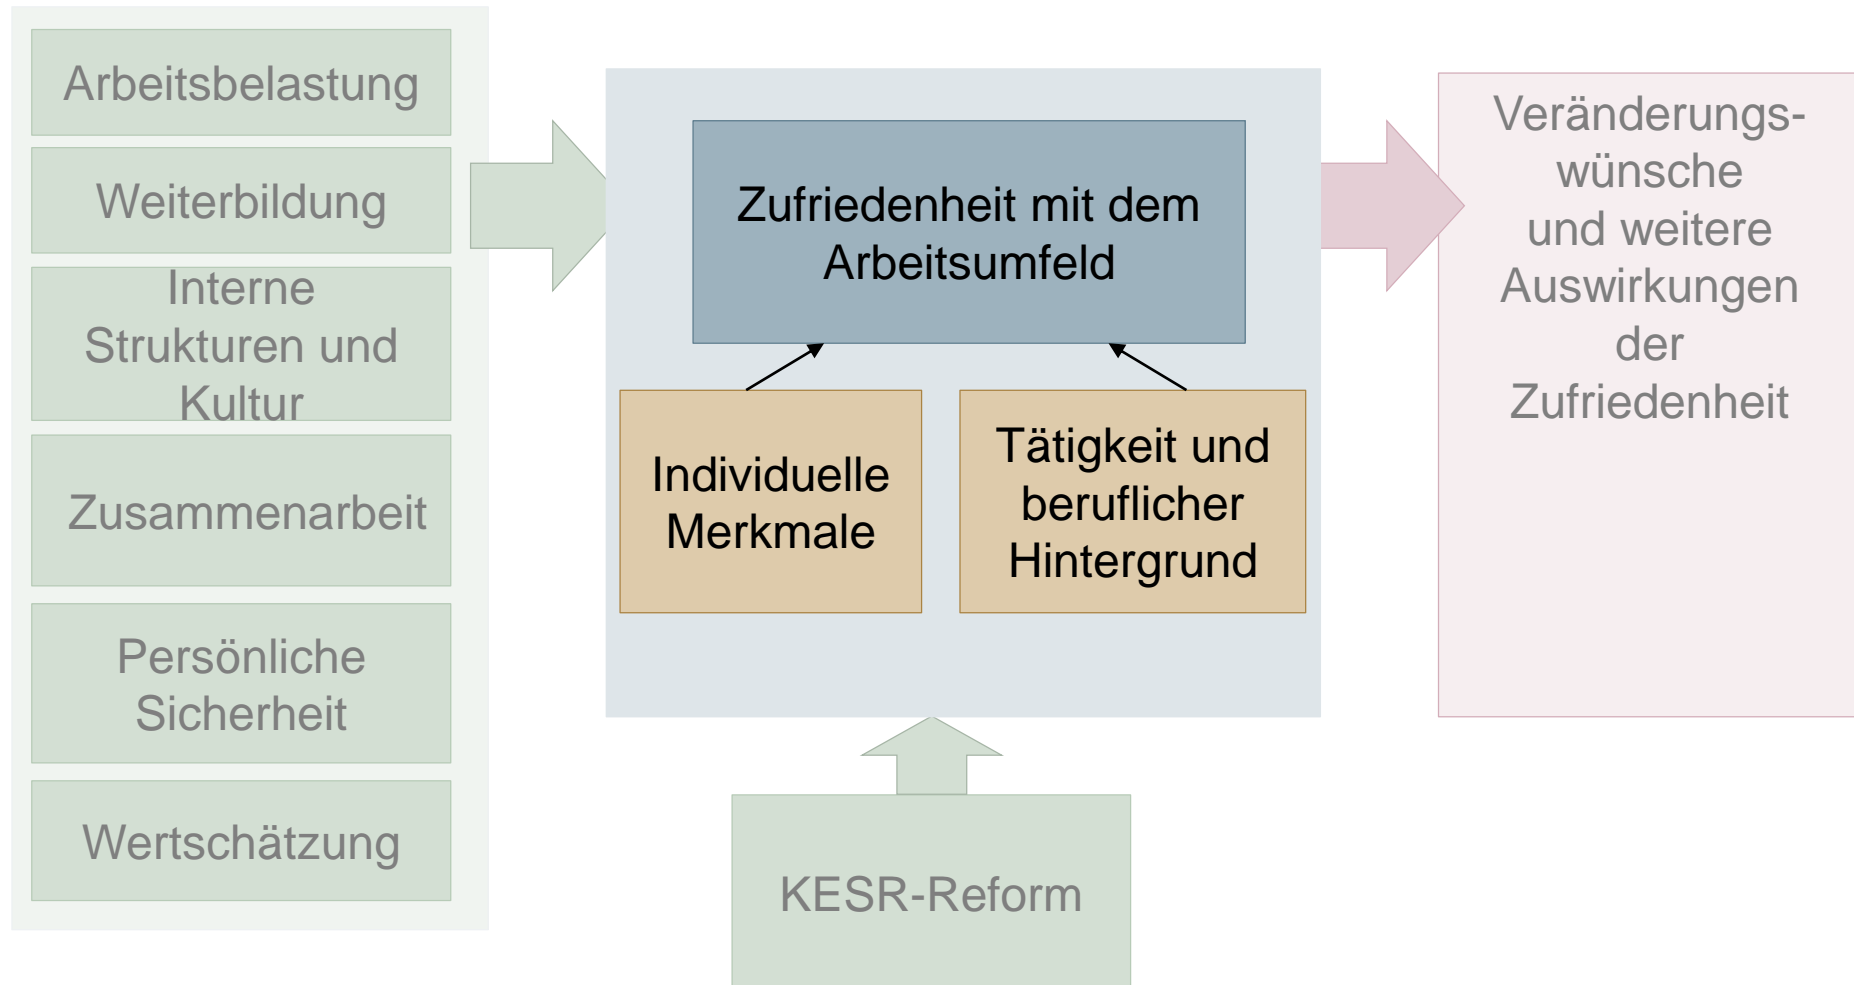 Arbeitsbelastung
Weiterbildung
Interne
Strukturen und
Kultur
Zusammenarbeit
Persönliche
Sicherheit
Wertschätzung
Zufriedenheit mit dem
Arbeitsumfeld
Individuelle
Merkmale
Tätigkeit und
beruflicher
Hintergrund
KESR-Reform
Veränderungs-
wünsche
und weitere
Auswirkungen
der
Zufriedenheit